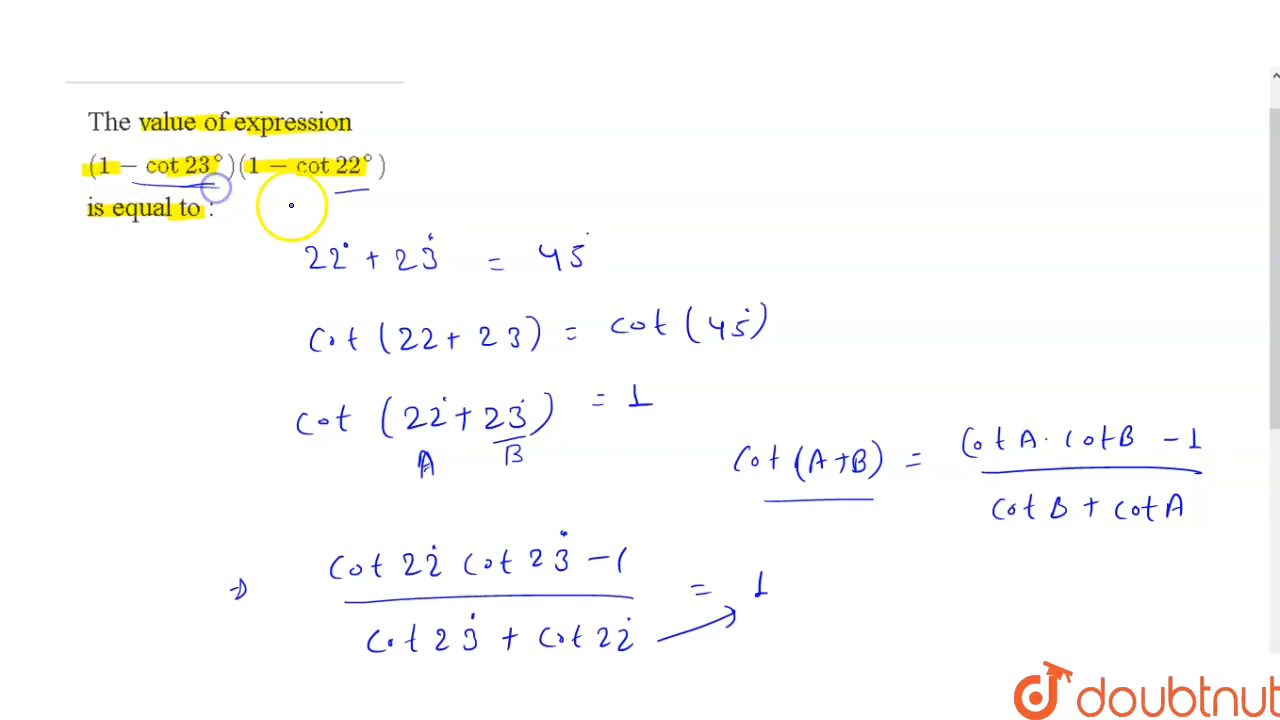 The value of expression
(1 − cot 23°)(1 − cot 22°)
is equal to :
22° + 23° = 45°
cot (22 + 23) = cot (45°)
cot (22° + 23°) = 1
A B
cot (A+B) = cot A · cot B − 1
cot B + cot A
⇒ cot 22° cot 23° − 1 = 1
cot 23° + cot 22°
doubtnut